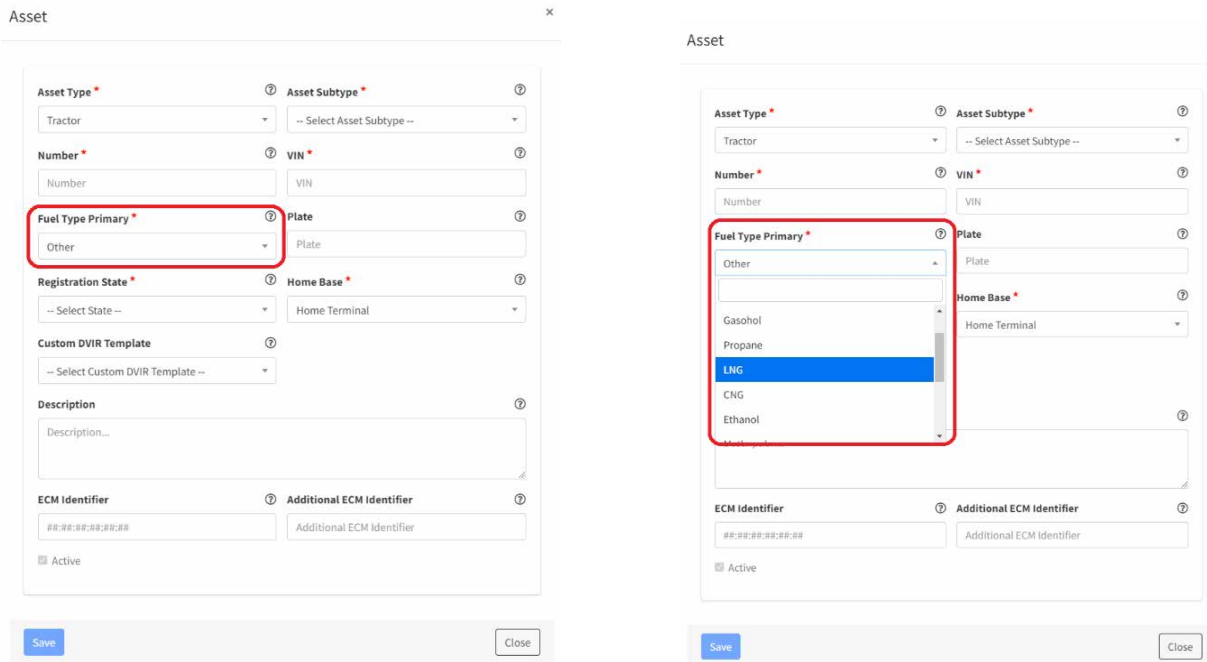 Asset ×
Asset Type * Asset Subtype *
Tractor -- Select Asset Subtype --
Number * VIN *
Number VIN
Fuel Type Primary * Plate
Other Plate
Registration State * Home Base *
-- Select State -- Home Terminal
Custom DVIR Template
-- Select Custom DVIR Template --
Description
Description...
ECM Identifier Additional ECM Identifier
##:##:##:##:##:## Additional ECM Identifier
Active
Save Close
Asset
Asset Type * Asset Subtype *
Tractor -- Select Asset Subtype --
Number * VIN *
Number VIN
Fuel Type Primary * Plate
Other Plate
Home Base *
Gasohol Home Terminal
Propane
LNG
CNG
Ethanol
ECM Identifier Additional ECM Identifier
##:##:##:##:##:## Additional ECM Identifier
Active
Save Close